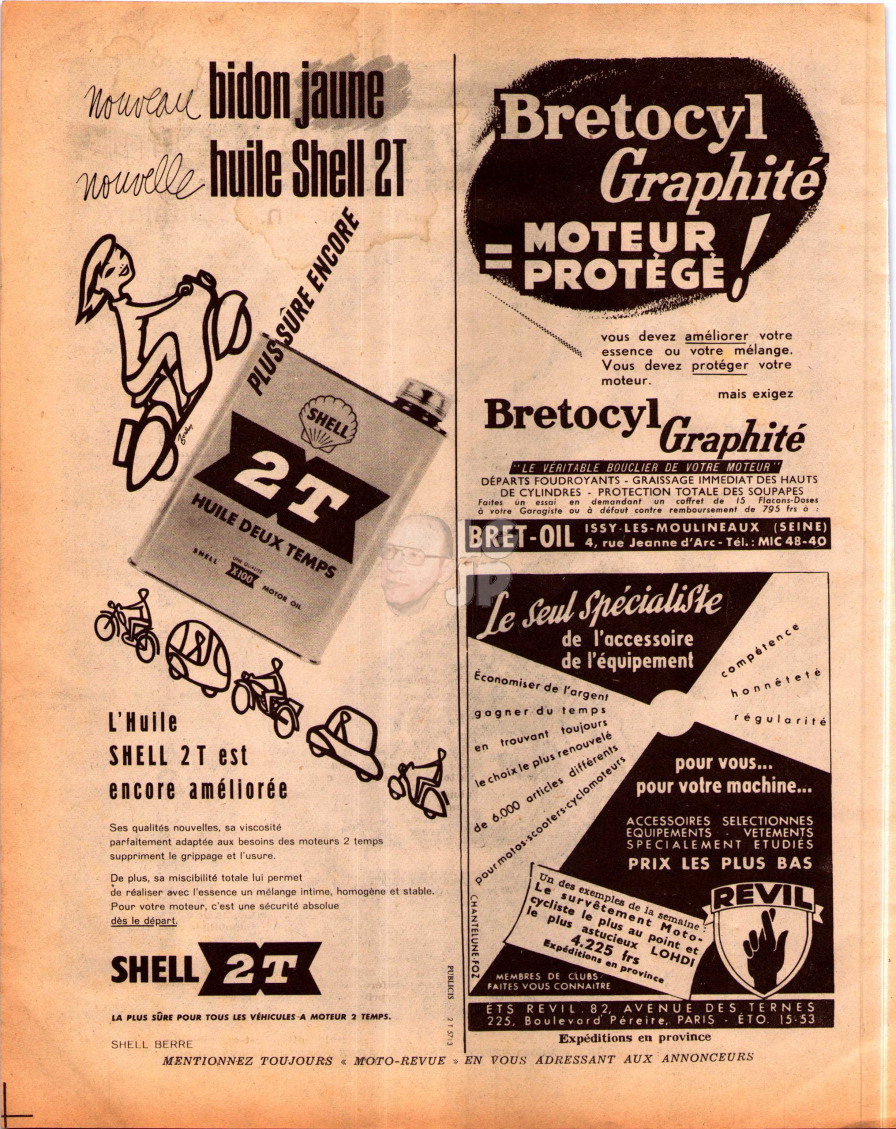 nouveau bidon jaune
nouvelle huile Shell 2T
PLUS SÛRE ENCORE
SHELL
2T
HUILE DEUX TEMPS
SHELL UNE QUALITÉ X100 MOTOR OIL
L'Huile
SHELL 2T est
encore améliorée
Ses qualités nouvelles, sa viscosité
parfaitement adaptée aux besoins des moteurs 2 temps
suppriment le grippage et l'usure.
De plus, sa miscibilité totale lui permet
de réaliser avec l'essence un mélange intime, homogène et stable.
Pour votre moteur, c'est une sécurité absolue
dès le départ.
SHELL 2T
LA PLUS SÛRE POUR TOUS LES VÉHICULES A MOTEUR 2 TEMPS.
SHELL BERRE
PUBLICIS 2 T 57/3
Bretocyl
Graphité
= MOTEUR
PROTÈGÈ !
vous devez améliorer votre
essence ou votre mélange.
Vous devez protéger votre
moteur.
mais exigez
Bretocyl
Graphité
"LE VÉRITABLE BOUCLIER DE VOTRE MOTEUR"
DÉPARTS FOUDROYANTS - GRAISSAGE IMMEDIAT DES HAUTS
DE CYLINDRES - PROTECTION TOTALE DES SOUPAPES
Faites un essai en demandant un coffret de 15 Flacons-Doses
à votre Garagiste ou à défaut contre remboursement de 795 frs à :
BRET-OIL ISSY-LES-MOULINEAUX (SEINE)
4, rue Jeanne d'Arc - Tél. : MIC 48-40
JP
Le Seul Spécialiste
de l'accessoire
de l'équipement
Économiser de l'argent
gagner du temps
en trouvant toujours
le choix le plus renouvelé
de 6.000 articles différents
pour motos-scooters-cyclomoteurs
compétence
honnêteté
régularité
pour vous...
pour votre machine...
ACCESSOIRES SELECTIONNES
EQUIPEMENTS - VETEMENTS
SPECIALEMENT ETUDIÉS
PRIX LES PLUS BAS
Un des exemples de la semaine :
Le survêtement Moto-
cycliste le plus au point et
le plus astucieux LOHDI
4.225 frs
Expéditions en province
REVIL
CHANTELUNE FOZ
MEMBRES DE CLUBS
FAITES VOUS CONNAITRE
ETS REVIL. 82, AVENUE DES TERNES
225, Boulevard Péreire, PARIS - ÉTO. 15-53
Expéditions en province
MENTIONNEZ TOUJOURS « MOTO-REVUE » EN VOUS ADRESSANT AUX ANNONCEURS